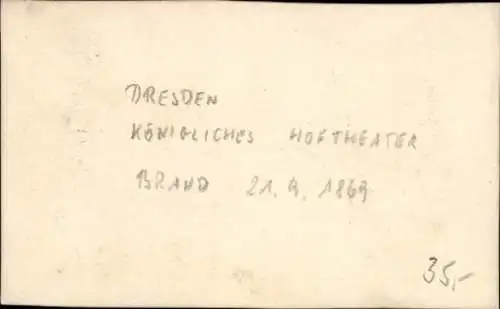 DRESDEN
KÖNIGLICHES HOFTHEATER
BRAND 21. 9. 1869
35,-